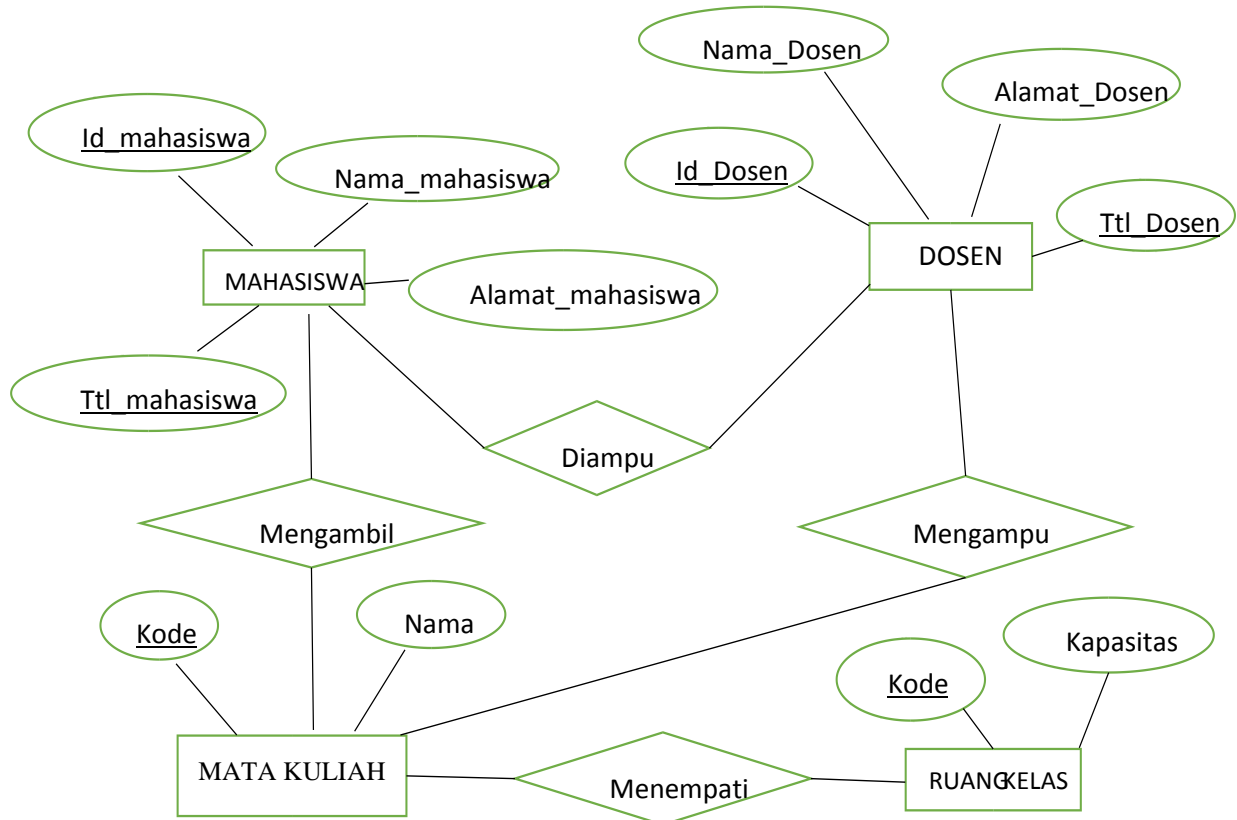 Nama_Dosen
Alamat_Dosen
Id_mahasiswa
Nama_mahasiswa
Id_Dosen
Ttl_Dosen
MAHASISWA
DOSEN
Alamat_mahasiswa
Ttl_mahasiswa
Diampu
Mengambil
Mengampu
Kode
Nama
Kapasitas
Kode
MATA KULIAH
Menempati
RUANGKELAS